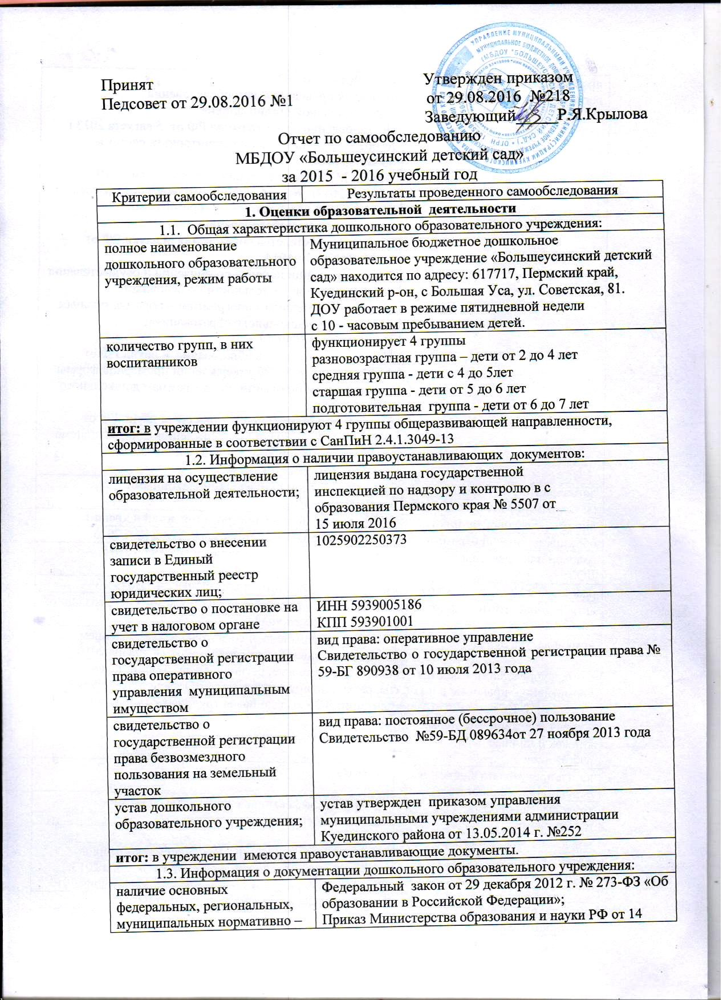 Принят
Педсовет от 29.08.2016 №1
Утвержден приказом
от 29.08.2016 №218
Заведующий_____Р.Я.Крылова
Отчет по самообследованию
МБДОУ «Большеусинский детский сад»
за 2015 - 2016 учебный год
Критерии самообследования
Результаты проведенного самообследования
1. Оценки образовательной деятельности
1.1. Общая характеристика дошкольного образовательного учреждения:
полное наименование
дошкольного образовательного
учреждения, режим работы
Муниципальное бюджетное дошкольное
образовательное учреждение «Большеусинский детский
сад» находится по адресу: 617717, Пермский край,
Куединский р-он, с Большая Уса, ул. Советская, 81.
ДОУ работает в режиме пятидневной недели
с 10 - часовым пребыванием детей.
количество групп, в них
воспитанников
функционирует 4 группы
разновозрастная группа – дети от 2 до 4 лет
средняя группа - дети с 4 до 5лет
старшая группа - дети от 5 до 6 лет
подготовительная группа - дети от 6 до 7 лет
итог: в учреждении функционируют 4 группы общеразвивающей направленности,
сформированные в соответствии с СанПиН 2.4.1.3049-13
1.2. Информация о наличии правоустанавливающих документов:
лицензия на осуществление
образовательной деятельности;
лицензия выдана государственной
инспекцией по надзору и контролю в с
образования Пермского края № 5507 от
15 июля 2016
свидетельство о внесении
записи в Единый
государственный реестр
юридических лиц;
1025902250373
свидетельство о постановке на
учет в налоговом органе
ИНН 5939005186
КПП 593901001
свидетельство о
государственной регистрации
права оперативного
управления муниципальным
имуществом
вид права: оперативное управление
Свидетельство о государственной регистрации права №
59-БГ 890938 от 10 июля 2013 года
свидетельство о
государственной регистрации
права безвозмездного
пользования на земельный
участок
вид права: постоянное (бессрочное) пользование
Свидетельство №59-БД 089634от 27 ноября 2013 года
устав дошкольного
образовательного учреждения;
устав утвержден приказом управления
муниципальными учреждениями администрации
Куединского района от 13.05.2014 г. №252
итог: в учреждении имеются правоустанавливающие документы.
1.3. Информация о документации дошкольного образовательного учреждения:
наличие основных
федеральных, региональных,
муниципальных нормативно –
Федеральный закон от 29 декабря 2012 г. № 273-ФЗ «Об
образовании в Российской Федерации»;
Приказ Министерства образования и науки РФ от 14